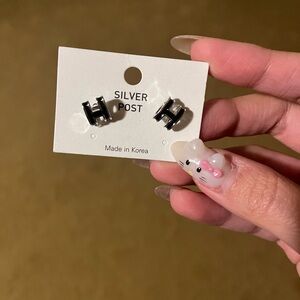 SILVER
POST
H H
Made in Korea